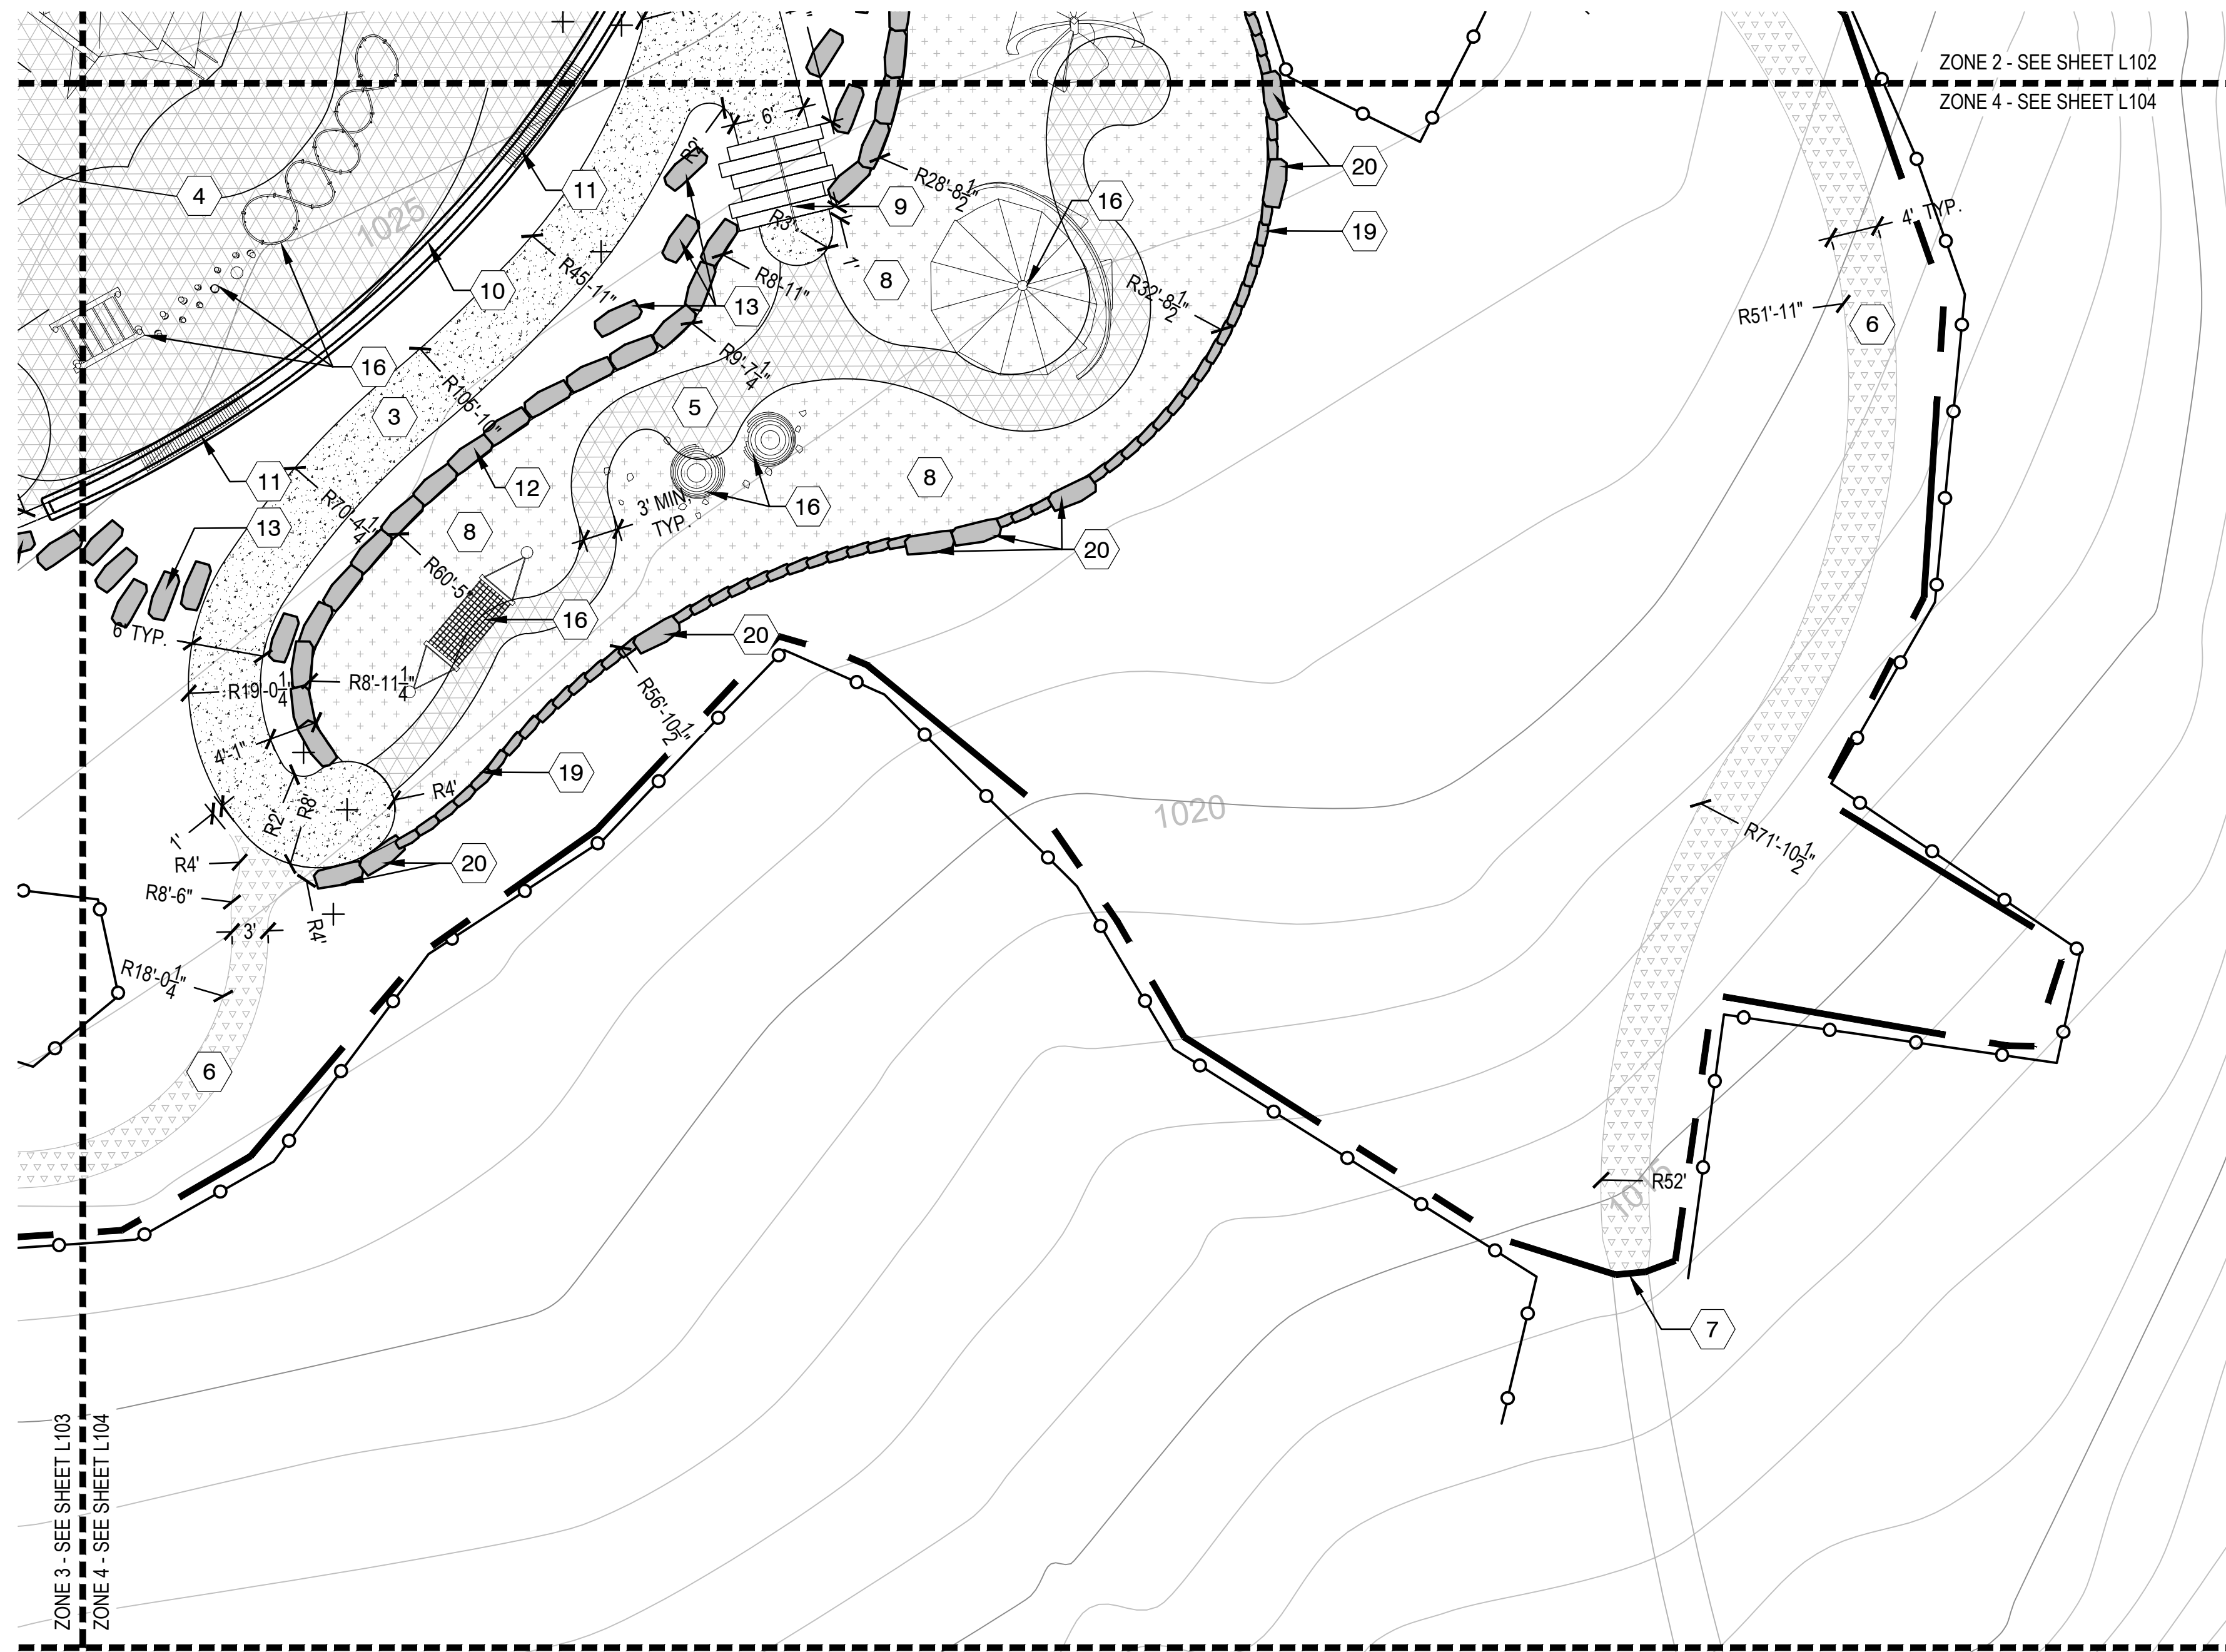 ZONE 2 - SEE SHEET L102
ZONE 4 - SEE SHEET L104
6'
R2'
4
11
20
16
9
R28'-8 1/2"
4' TYP.
1025
R3'
19
1'
8
10
R45'-11"
R8'-11"
13
R32'-8 1/2"
R51'-11"
6
16
R9'-7 1/4"
R105'-10"
3
5
11
12
8
16
3' MIN,
TYP.
R70'-4 1/4"
13
8
20
R60'-5"
16
6' TYP.
20
R19'-0 1/4"
R8'-11 1/4"
R56'-10 1/2"
4'-1"
19
R4'
R2'
R8'
1020
R71'-10 1/2"
1'
R4'
20
R8'-6"
3'
R4'
R18'-0 1/4"
6
R52'
1015
7
ZONE 3 - SEE SHEET L103
ZONE 4 - SEE SHEET L104